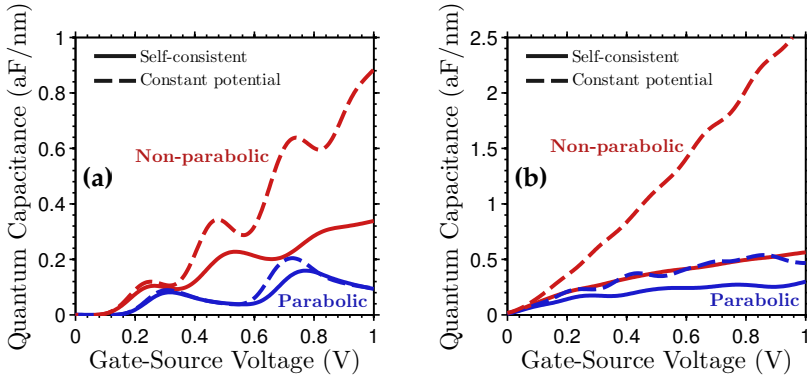 Quantum Capacitance (aF/nm)
1
0.8
0.6
0.4
0.2
0
Self-consistent
Constant potential
Non-parabolic
(a)
Parabolic
0 0.2 0.4 0.6 0.8 1
Gate-Source Voltage (V)
Quantum Capacitance (aF/nm)
2.5
2
1.5
1
0.5
0
Self-consistent
Constant potential
Non-parabolic
(b)
Parabolic
0 0.2 0.4 0.6 0.8 1
Gate-Source Voltage (V)